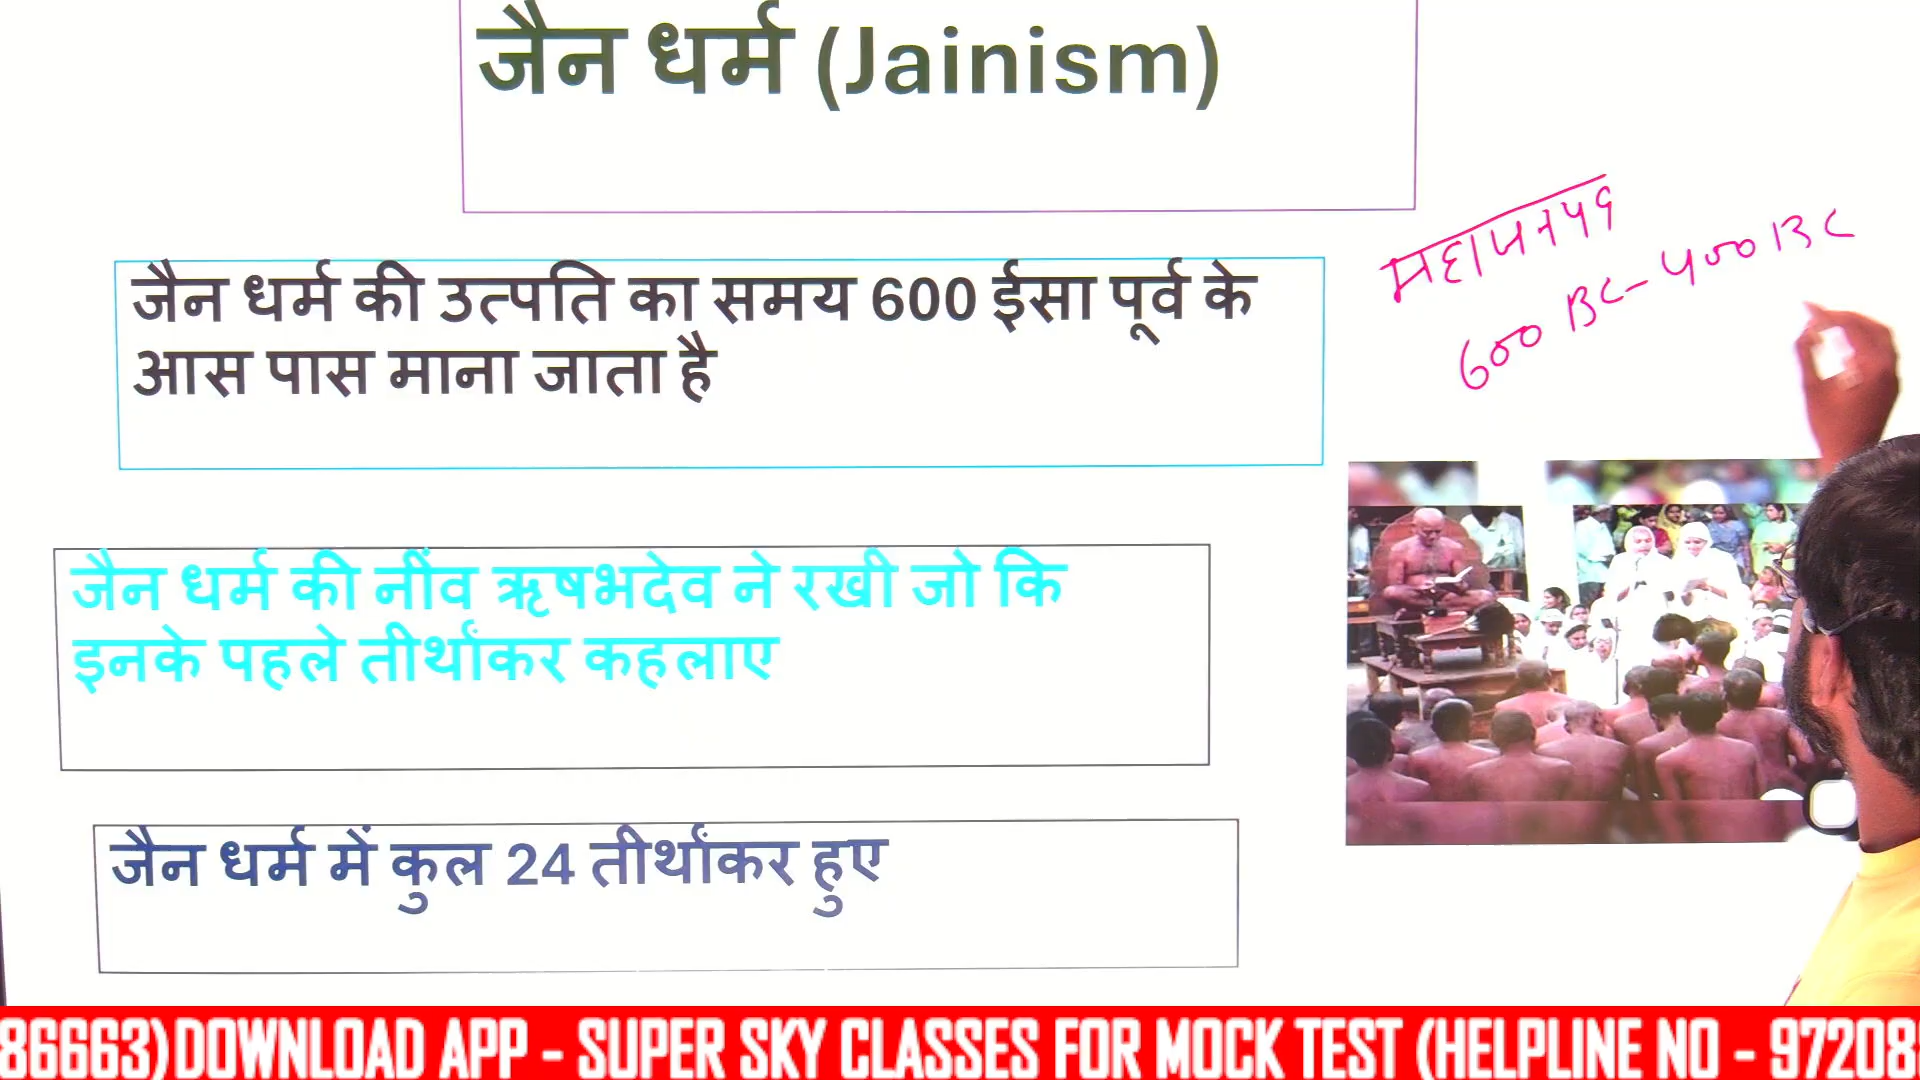 जैन धर्म (Jainism)
जैन धर्म की उत्पति का समय 600 ईसा पूर्व के
आस पास माना जाता है
महाजनपद
600 BC - 400 BC
जैन धर्म की नींव ऋषभदेव ने रखी जो कि
इनके पहले तीर्थांकर कहलाए
जैन धर्म में कुल 24 तीर्थांकर हुए
86663) DOWNLOAD APP - SUPER SKY CLASSES FOR MOCK TEST (HELPLINE NO - 97208